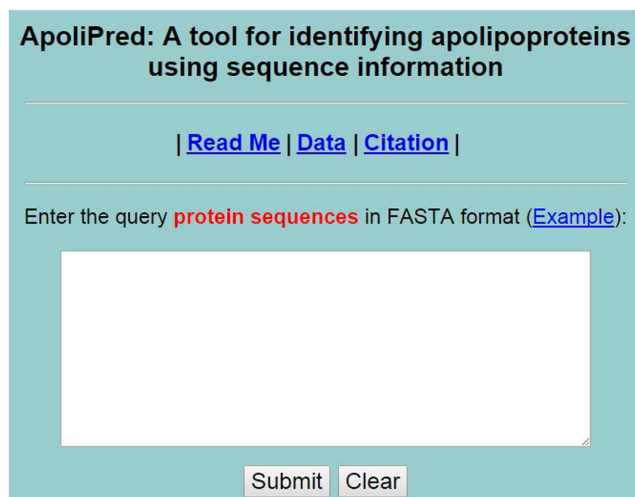 ApoliPred: A tool for identifying apolipoproteins
using sequence information
| Read Me | Data | Citation |
Enter the query protein sequences in FASTA format (Example):
Submit Clear